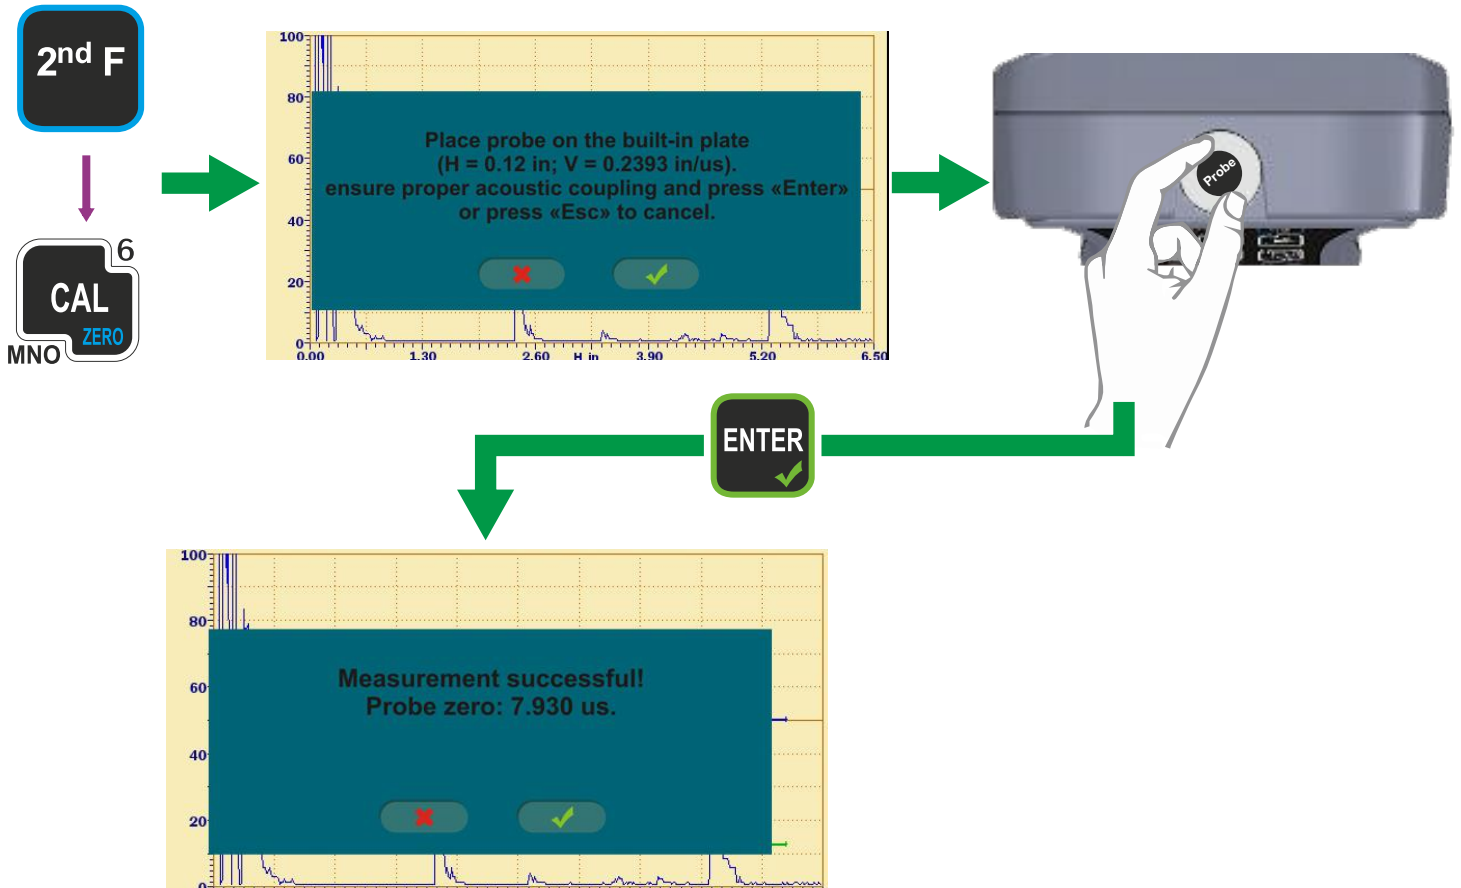 2nd F
6
CAL
ZERO
MNO
100
80
60
40
20
0
Place probe on the built-in plate
(H = 0.12 in; V = 0.2393 in/us).
ensure proper acoustic coupling and press «Enter»
or press «Esc» to cancel.
0.00 1.30 2.60 H in 3.90 5.20 6.50
Probe
ENTER
100
80
60
40
20
0
Measurement successful!
Probe zero: 7.930 us.